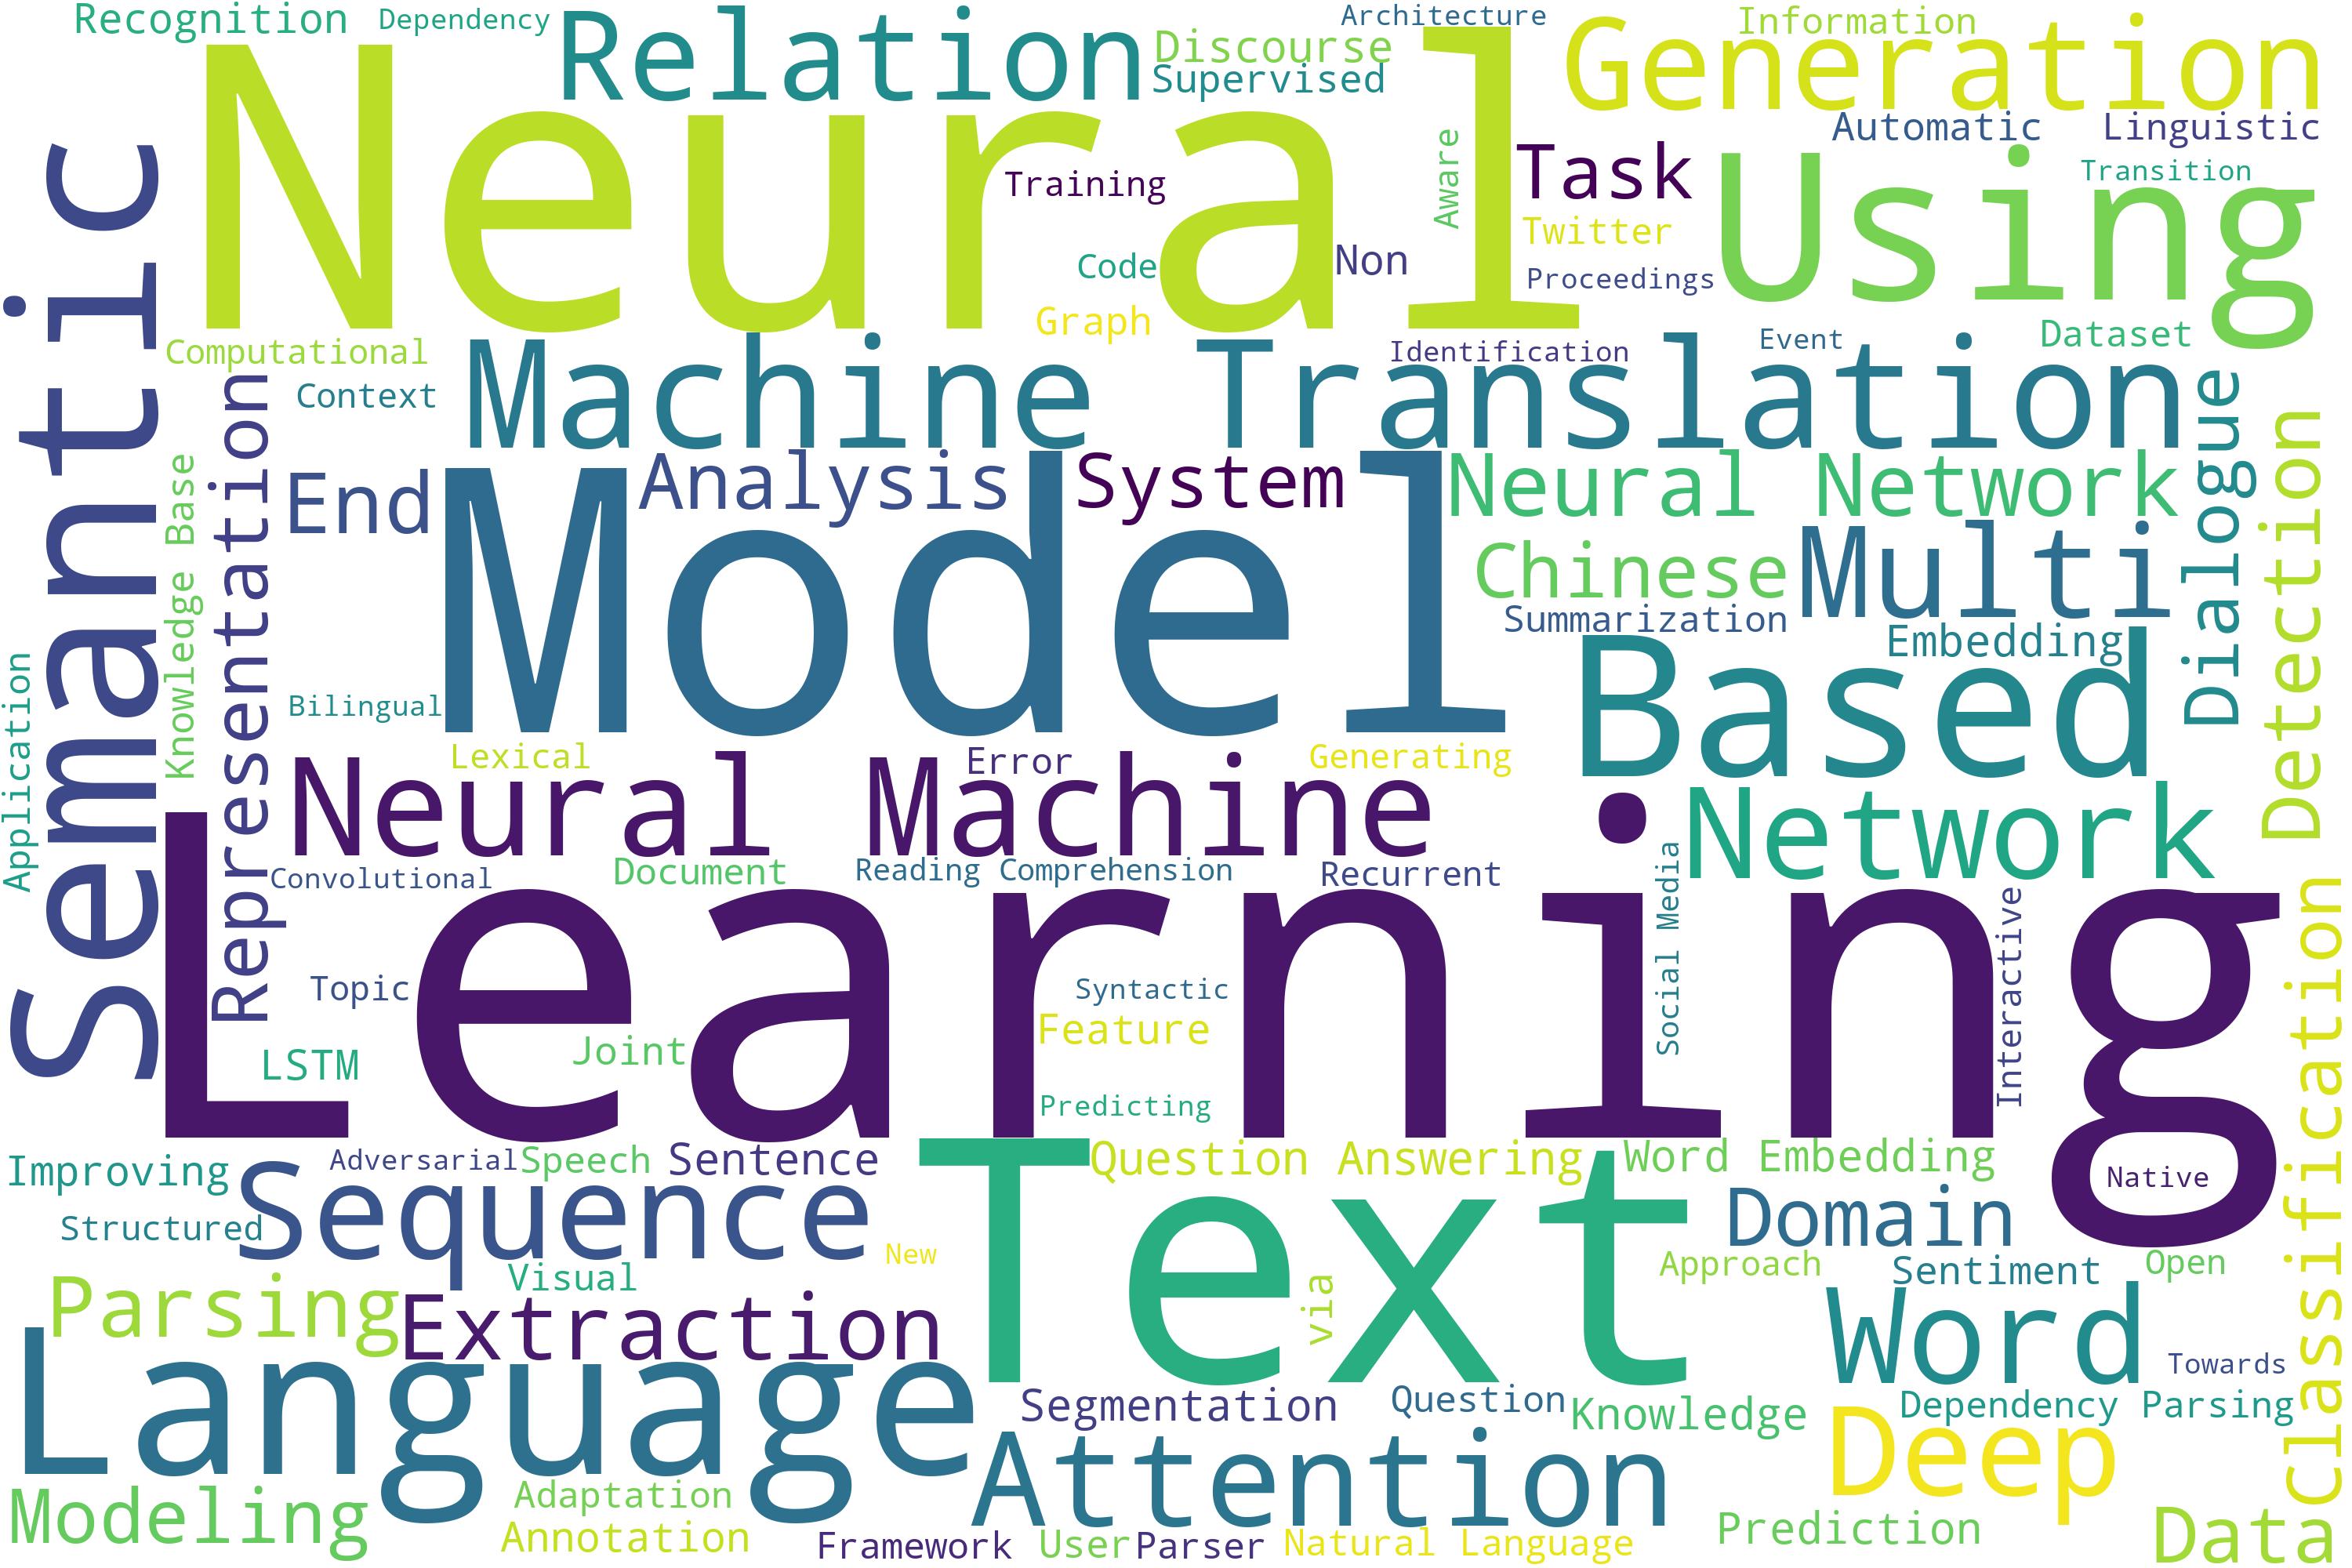 Recognition
Dependency
Relation
Discourse
Supervised
Architecture
Generation
Information
Neural
Automatic
Linguistic
Transition
Training
Aware
Task
Twitter
Using
Code
Non
Proceedings
Graph
Semantic
Computational
Context
Machine Translation
Identification
Event
Dataset
Knowledge Base
Representation
End
Analysis
System
Neural Network
Dialogue
Detection
Model
Chinese
Multi
Summarization
Embedding
Based
Application
Bilingual
Lexical
Error
Generating
Neural Machine
Network
Convolutional
Document
Reading Comprehension
Recurrent
Social Media
Interactive
Classification
Learning
Topic
Syntactic
Feature
LSTM
Joint
Predicting
Improving
Adversarial
Speech
Sentence
Question Answering
Word Embedding
Native
Structured
Sequence
Text
Domain
New
Visual
via
Approach
Sentiment
Open
Parsing
Extraction
Word
Towards
Language
Segmentation
Question
Knowledge
Dependency Parsing
Attention
Deep
Modeling
Adaptation
Annotation
Framework
User
Parser
Natural Language
Prediction
Data